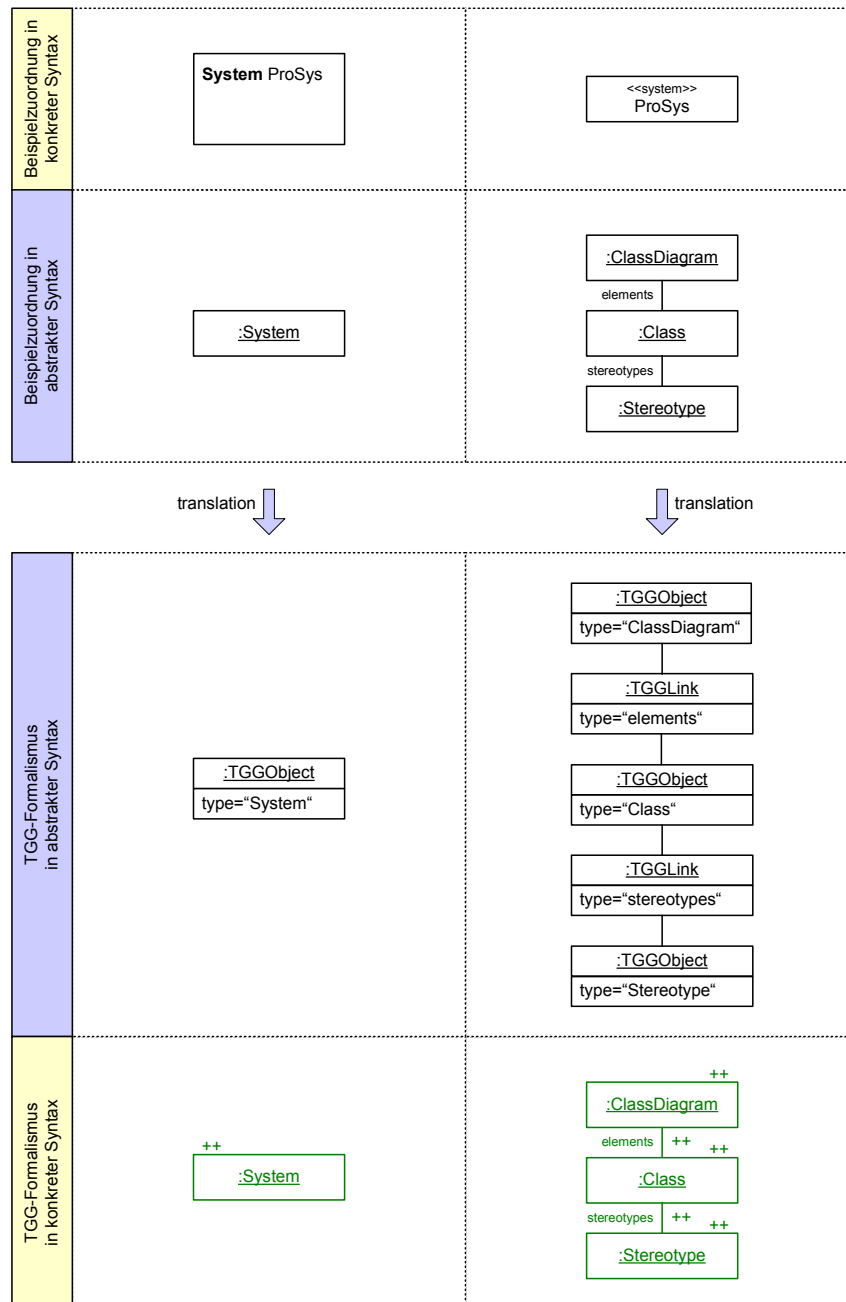 Beispielzuordnung in
konkreter Syntax
System ProSys
<<system>>
ProSys
Beispielzuordnung in
abstrakter Syntax
:System
:ClassDiagram
elements
:Class
stereotypes
:Stereotype
translation
translation
TGG-Formalismus
in abstrakter Syntax
:TGGObject
type=“System“
:TGGObject
type=“ClassDiagram“
:TGGLink
type=“elements“
:TGGObject
type=“Class“
:TGGLink
type=“stereotypes“
:TGGObject
type=“Stereotype“
TGG-Formalismus
in konkreter Syntax
++
:System
++
:ClassDiagram
elements ++
++
:Class
stereotypes ++
++
:Stereotype